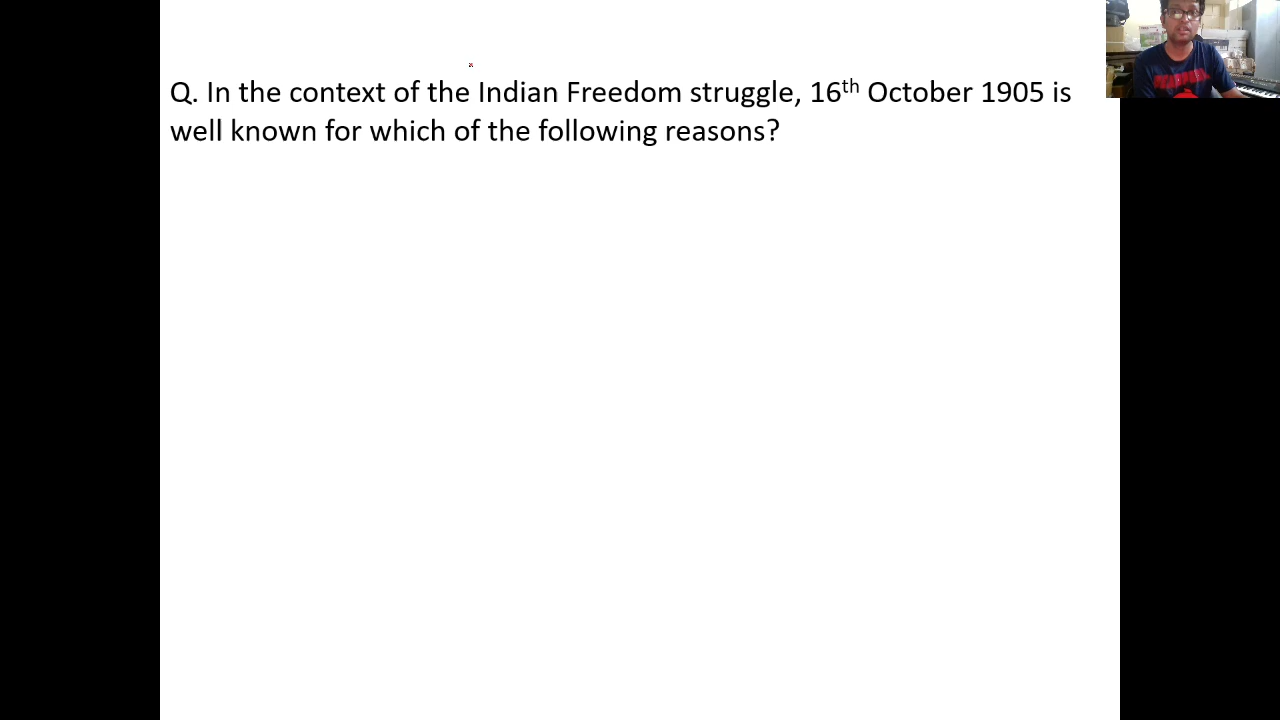 Q. In the context of the Indian Freedom struggle, 16th October 1905 is
well known for which of the following reasons?